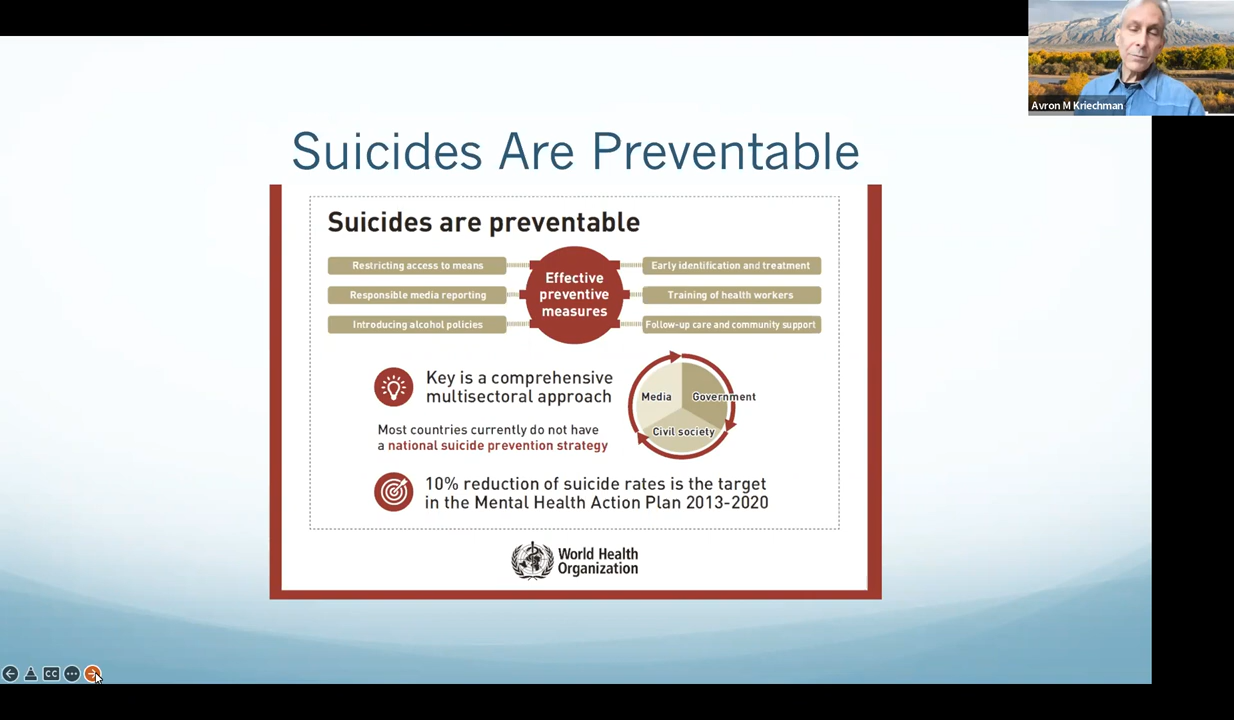 Avron M Kriechman
Suicides Are Preventable
Suicides are preventable
Restricting access to means
Responsible media reporting
Introducing alcohol policies
Effective
preventive
measures
Early identification and treatment
Training of health workers
Follow-up care and community support
Key is a comprehensive
multisectoral approach
Most countries currently do not have
a national suicide prevention strategy
Media
Government
Civil society
10% reduction of suicide rates is the target
in the Mental Health Action Plan 2013-2020
World Health
Organization
CC